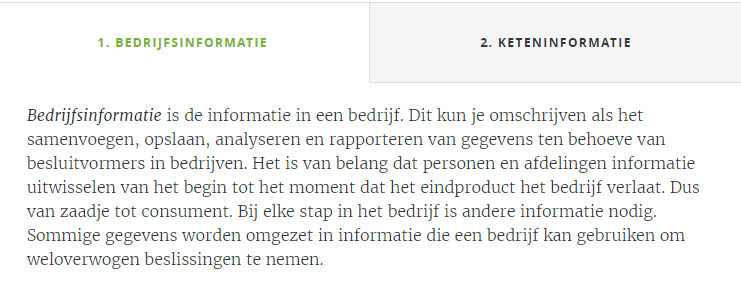 1. BEDRIJFSINFORMATIE
2. KETENINFORMATIE
Bedrijfsinformatie is de informatie in een bedrijf. Dit kun je omschrijven als het
samenvoegen, opslaan, analyseren en rapporteren van gegevens ten behoeve van
besluitvormers in bedrijven. Het is van belang dat personen en afdelingen informatie
uitwisselen van het begin tot het moment dat het eindproduct het bedrijf verlaat. Dus
van zaadje tot consument. Bij elke stap in het bedrijf is andere informatie nodig.
Sommige gegevens worden omgezet in informatie die een bedrijf kan gebruiken om
weloverwogen beslissingen te nemen.